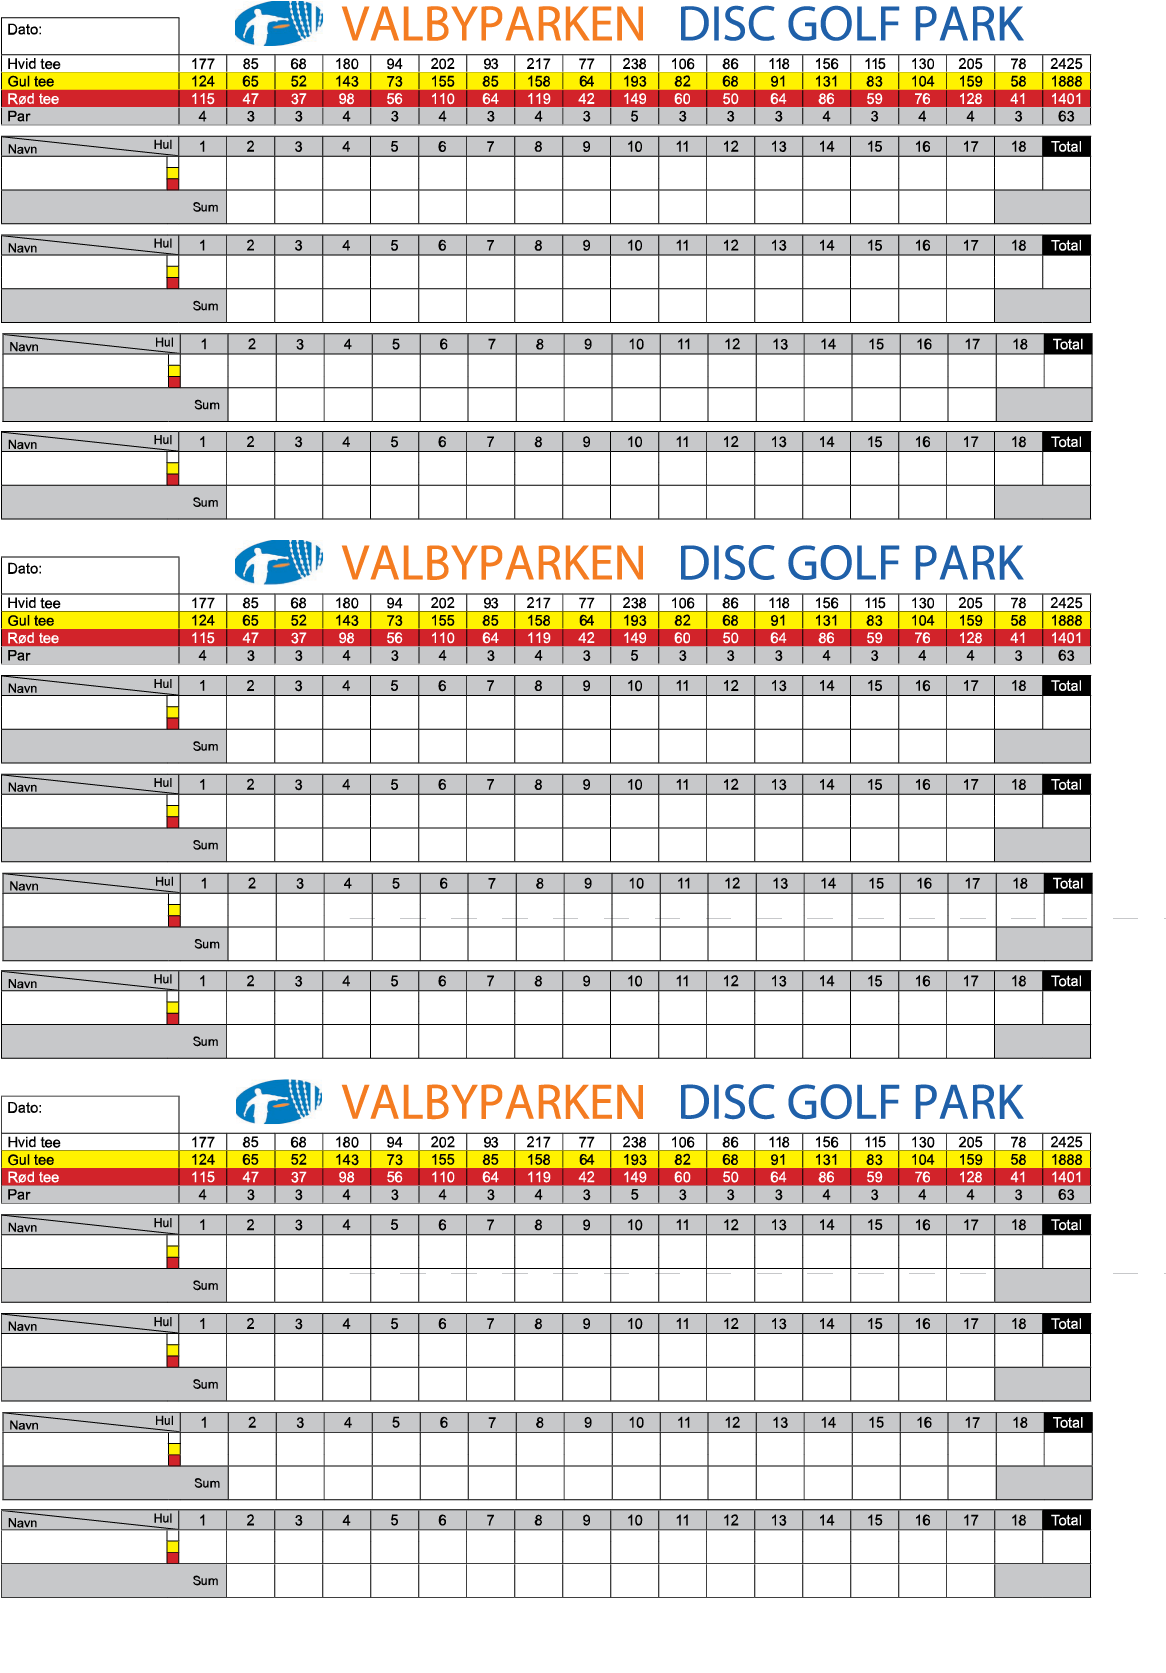 VALBYPARKEN DISC GOLF PARK
Dato:
Hvid tee 177 85 68 180 94 202 93 217 77 238 106 86 118 156 115 130 205 78 2425
Gul tee 124 65 52 143 73 155 85 158 64 193 82 68 91 131 83 104 159 58 1888
Rød tee 115 47 37 98 56 110 64 119 42 149 60 50 64 86 59 76 128 41 1401
Par 4 3 3 4 3 4 3 4 3 5 3 3 3 4 3 4 4 3 63
Navn Hul 1 2 3 4 5 6 7 8 9 10 11 12 13 14 15 16 17 18 Total
Sum
Navn Hul 1 2 3 4 5 6 7 8 9 10 11 12 13 14 15 16 17 18 Total
Sum
Navn Hul 1 2 3 4 5 6 7 8 9 10 11 12 13 14 15 16 17 18 Total
Sum
Navn Hul 1 2 3 4 5 6 7 8 9 10 11 12 13 14 15 16 17 18 Total
Sum
VALBYPARKEN DISC GOLF PARK
Dato:
Hvid tee 177 85 68 180 94 202 93 217 77 238 106 86 118 156 115 130 205 78 2425
Gul tee 124 65 52 143 73 155 85 158 64 193 82 68 91 131 83 104 159 58 1888
Rød tee 115 47 37 98 56 110 64 119 42 149 60 50 64 86 59 76 128 41 1401
Par 4 3 3 4 3 4 3 4 3 5 3 3 3 4 3 4 4 3 63
Navn Hul 1 2 3 4 5 6 7 8 9 10 11 12 13 14 15 16 17 18 Total
Sum
Navn Hul 1 2 3 4 5 6 7 8 9 10 11 12 13 14 15 16 17 18 Total
Sum
Navn Hul 1 2 3 4 5 6 7 8 9 10 11 12 13 14 15 16 17 18 Total
Sum
Navn Hul 1 2 3 4 5 6 7 8 9 10 11 12 13 14 15 16 17 18 Total
Sum
VALBYPARKEN DISC GOLF PARK
Dato:
Hvid tee 177 85 68 180 94 202 93 217 77 238 106 86 118 156 115 130 205 78 2425
Gul tee 124 65 52 143 73 155 85 158 64 193 82 68 91 131 83 104 159 58 1888
Rød tee 115 47 37 98 56 110 64 119 42 149 60 50 64 86 59 76 128 41 1401
Par 4 3 3 4 3 4 3 4 3 5 3 3 3 4 3 4 4 3 63
Navn Hul 1 2 3 4 5 6 7 8 9 10 11 12 13 14 15 16 17 18 Total
Sum
Navn Hul 1 2 3 4 5 6 7 8 9 10 11 12 13 14 15 16 17 18 Total
Sum
Navn Hul 1 2 3 4 5 6 7 8 9 10 11 12 13 14 15 16 17 18 Total
Sum
Navn Hul 1 2 3 4 5 6 7 8 9 10 11 12 13 14 15 16 17 18 Total
Sum